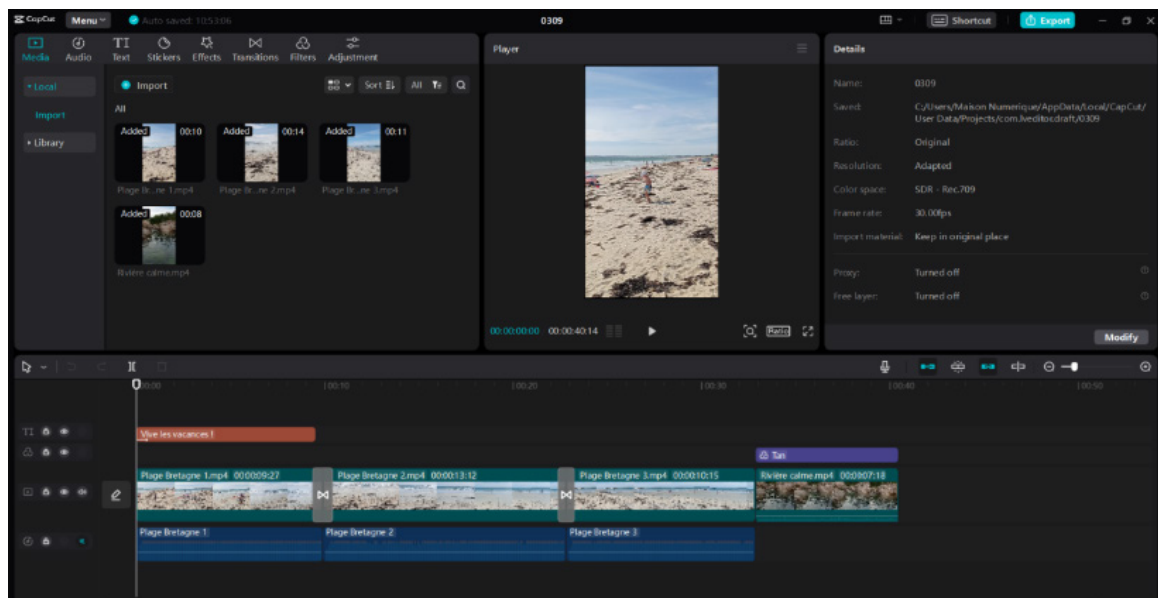 CapCut Menu Auto saved: 10:53:06 0309 Shortcut Export
Media Audio Text Stickers Effects Transitions Filters Adjustment
Local
Import
Library
Import Sort All
All
Added 00:10 Added 00:14 Added 00:11
Plage Br...ne 1.mp4 Plage Br...ne 2.mp4 Plage Br...ne 3.mp4
Added 00:08
Rivière calme.mp4
Player
00:00:00:00 00:00:40:14 Ratio
Details
Name: 0309
Saved: C:/Users/Maison Numerique/AppData/Local/CapCut/
User Data/Projects/com.lveditor.draft/0309
Ratio: Original
Resolution: Adapted
Color space: SDR - Rec.709
Frame rate: 30.00fps
Import material: Keep in original place
Proxy: Turned off
Free layer: Turned off
Modify
00:00 |00:10 |00:20 |00:30 |00:40 |00:50
TI Vive les vacances !
Tan
Plage Bretagne 1.mp4 00:00:09:27 Plage Bretagne 2.mp4 00:00:13:12 Plage Bretagne 3.mp4 00:00:10:15 Rivière calme.mp4 00:00:07:18
Plage Bretagne 1 Plage Bretagne 2 Plage Bretagne 3